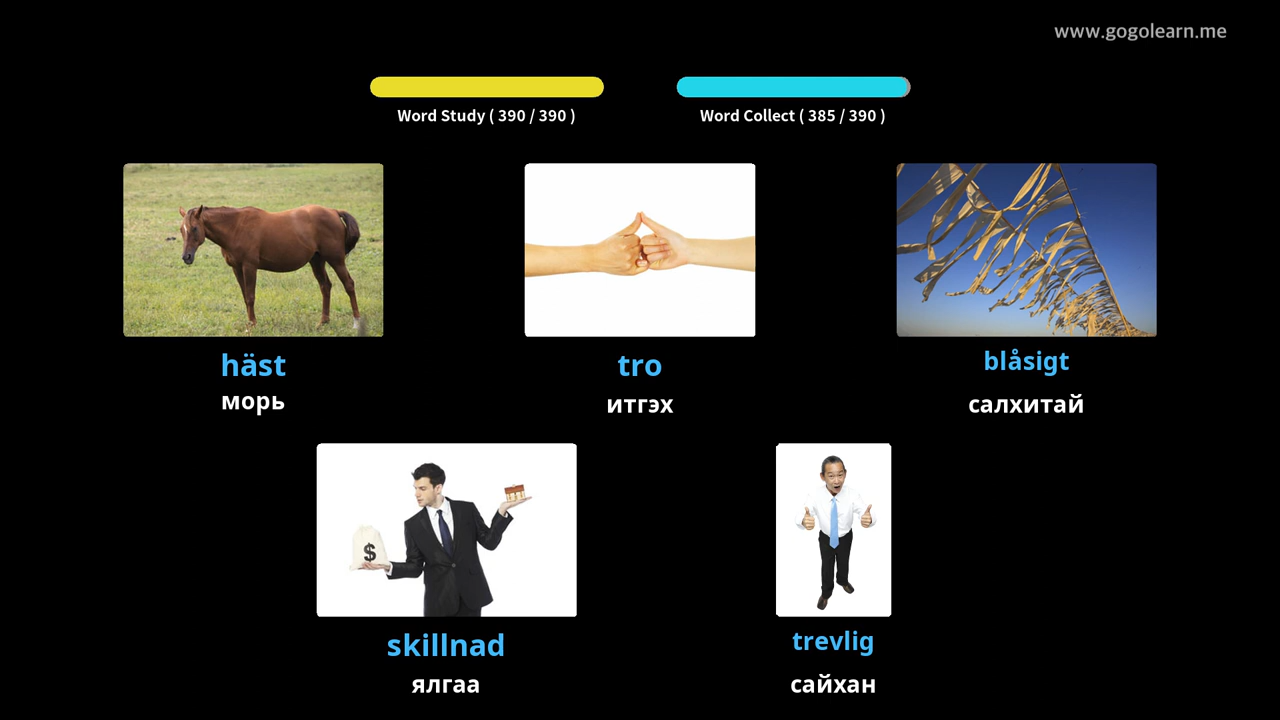 www.gogolearn.me
Word Study ( 390 / 390 )
Word Collect ( 385 / 390 )
häst
морь
tro
итгэх
blåsigt
салхитай
$
skillnad
ялгаа
trevlig
сайхан